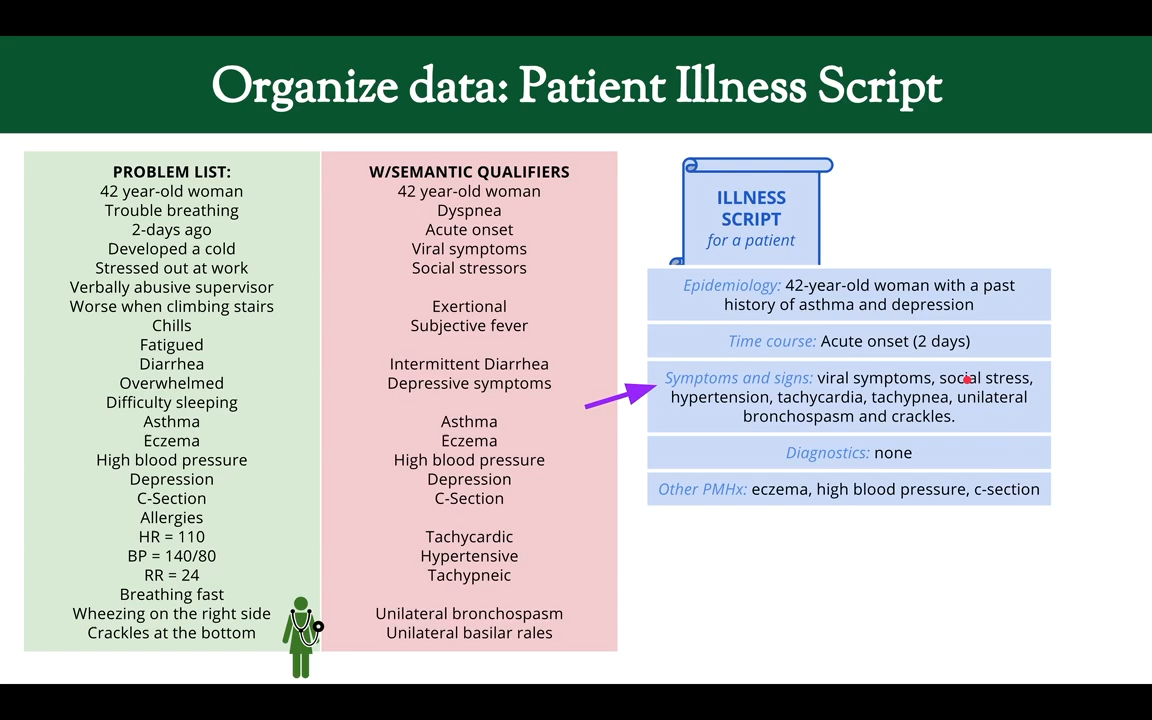 Organize data: Patient Illness Script
PROBLEM LIST:
42 year-old woman
Trouble breathing
2-days ago
Developed a cold
Stressed out at work
Verbally abusive supervisor
Worse when climbing stairs
Chills
Fatigued
Diarrhea
Overwhelmed
Difficulty sleeping
Asthma
Eczema
High blood pressure
Depression
C-Section
Allergies
HR = 110
BP = 140/80
RR = 24
Breathing fast
Wheezing on the right side
Crackles at the bottom
W/SEMANTIC QUALIFIERS
42 year-old woman
Dyspnea
Acute onset
Viral symptoms
Social stressors
Exertional
Subjective fever
Intermittent Diarrhea
Depressive symptoms
Asthma
Eczema
High blood pressure
Depression
C-Section
Tachycardic
Hypertensive
Tachypneic
Unilateral bronchospasm
Unilateral basilar rales
ILLNESS
SCRIPT
for a patient
Epidemiology: 42-year-old woman with a past
history of asthma and depression
Time course: Acute onset (2 days)
Symptoms and signs: viral symptoms, social stress,
hypertension, tachycardia, tachypnea, unilateral
bronchospasm and crackles.
Diagnostics: none
Other PMHx: eczema, high blood pressure, c-section